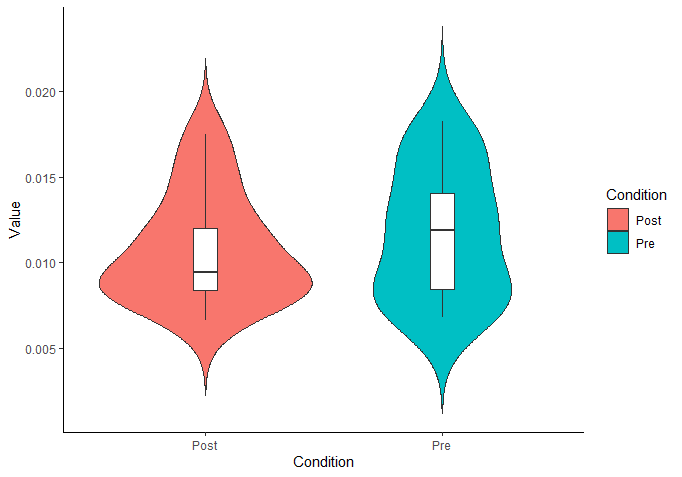 0.020
0.015
0.010
0.005
Value
Post
Pre
Condition
Condition
Post
Pre